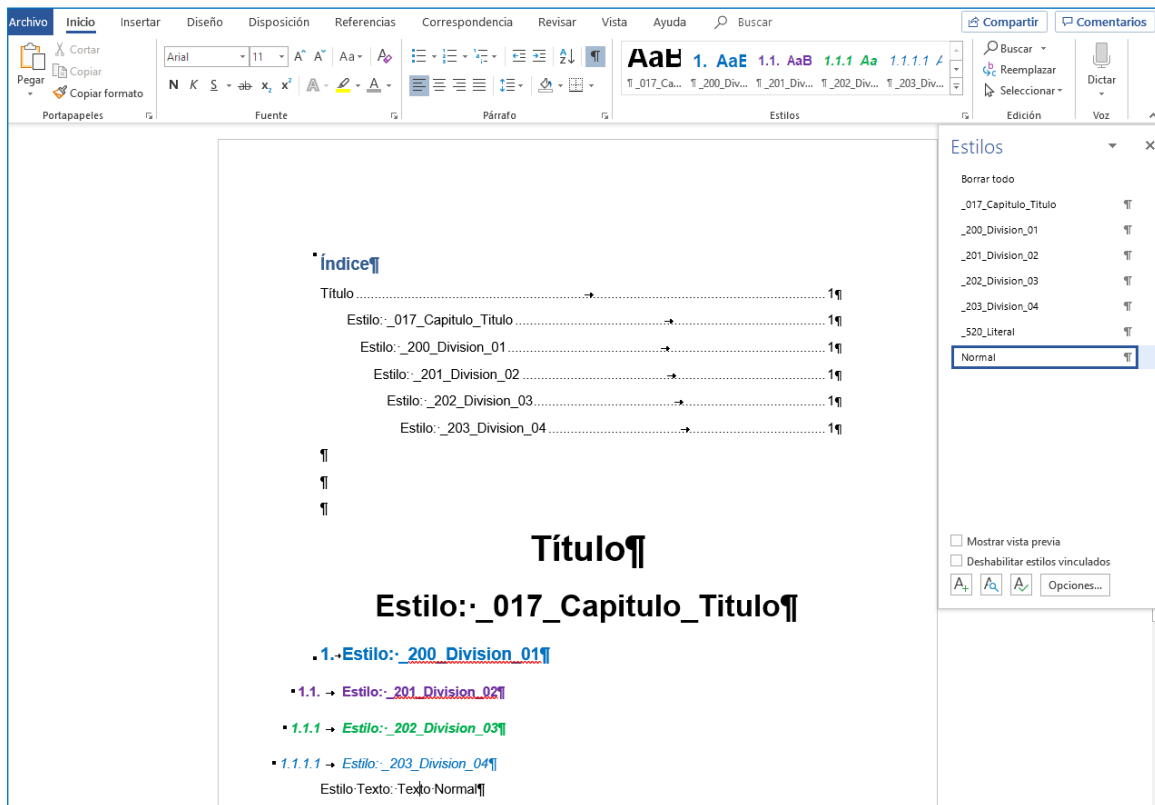 Archivo Inicio Insertar Diseño Disposición Referencias Correspondencia Revisar Vista Ayuda Buscar Compartir Comentarios
Pegar Cortar Copiar Copiar formato
Arial 11 Aa
N K S ab x₂ x²
AaB 1. AaE 1.1. AaB 1.1.1 Aa 1.1.1.1 A
¶ _017_Ca... ¶ _200_Div... ¶ _201_Div... ¶ _202_Div... ¶ _203_Div...
Buscar
Reemplazar
Seleccionar
Dictar
Portapapeles Fuente Párrafo Estilos Edición Voz
Índice¶
Título ... → ... 1¶
Estilo:·_017_Capitulo_Titulo ... → ... 1¶
Estilo:·_200_Division_01 ... → ... 1¶
Estilo:·_201_Division_02 ... → ... 1¶
Estilo:·_202_Division_03 ... → ... 1¶
Estilo:·_203_Division_04 ... → ... 1¶
¶
¶
¶
Título¶
Estilo:·_017_Capitulo_Titulo¶
1.→Estilo:·_200_Division_01¶
1.1. → Estilo:·_201_Division_02¶
1.1.1 → Estilo:·_202_Division_03¶
1.1.1.1 → Estilo:·_203_Division_04¶
Estilo·Texto:·Texto·Normal¶
Estilos
Borrar todo
_017_Capitulo_Titulo ¶
_200_Division_01 ¶
_201_Division_02 ¶
_202_Division_03 ¶
_203_Division_04 ¶
_520_Literal ¶
Normal ¶
Mostrar vista previa
Deshabilitar estilos vinculados
Opciones...